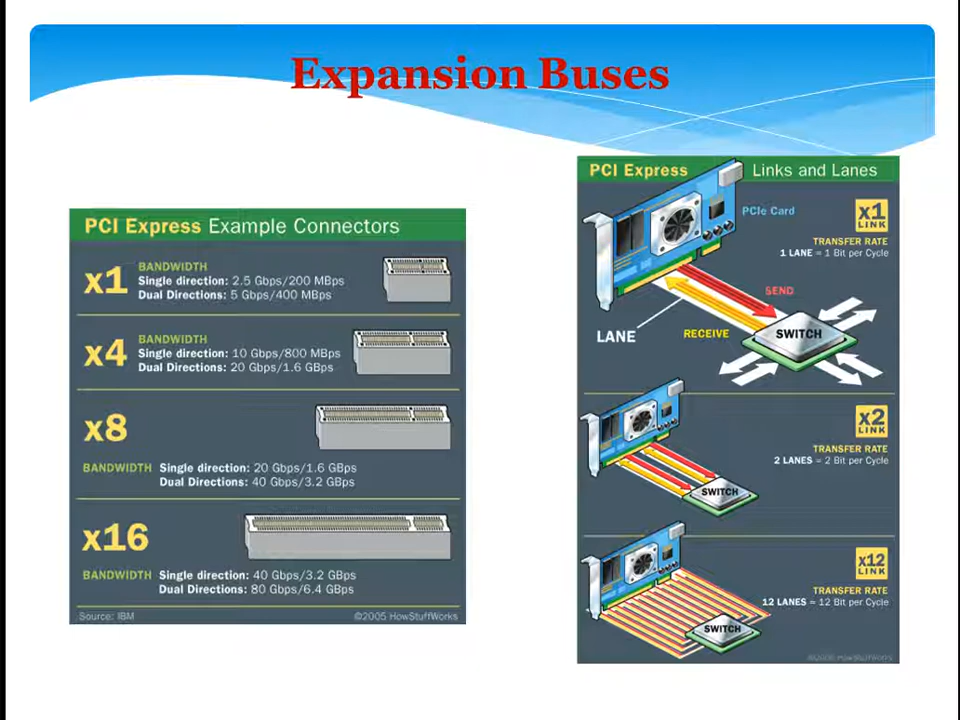 Expansion Buses
PCI Express Example Connectors
x1
BANDWIDTH
Single direction: 2.5 Gbps/200 MBps
Dual Directions: 5 Gbps/400 MBps
x4
BANDWIDTH
Single direction: 10 Gbps/800 MBps
Dual Directions: 20 Gbps/1.6 GBps
x8
BANDWIDTH Single direction: 20 Gbps/1.6 GBps
Dual Directions: 40 Gbps/3.2 GBps
x16
BANDWIDTH Single direction: 40 Gbps/3.2 GBps
Dual Directions: 80 Gbps/6.4 GBps
Source: IBM ©2005 HowStuffWorks
PCI Express Links and Lanes
PCIe Card
x1
LINK
TRANSFER RATE
1 LANE = 1 Bit per Cycle
SEND
LANE
RECEIVE
SWITCH
x2
LINK
TRANSFER RATE
2 LANES = 2 Bit per Cycle
SWITCH
x12
LINK
TRANSFER RATE
12 LANES = 12 Bit per Cycle
SWITCH
©2005 HowStuffWorks